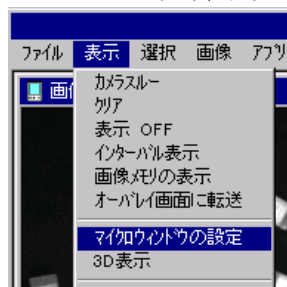 ファイル 表示 選択 画像 アプリ
画
カメラスルー
クリア
表示 OFF
インターバル表示
画像メモリの表示
オーバレイ画面に転送
マイクロウィンドウの設定
3D表示